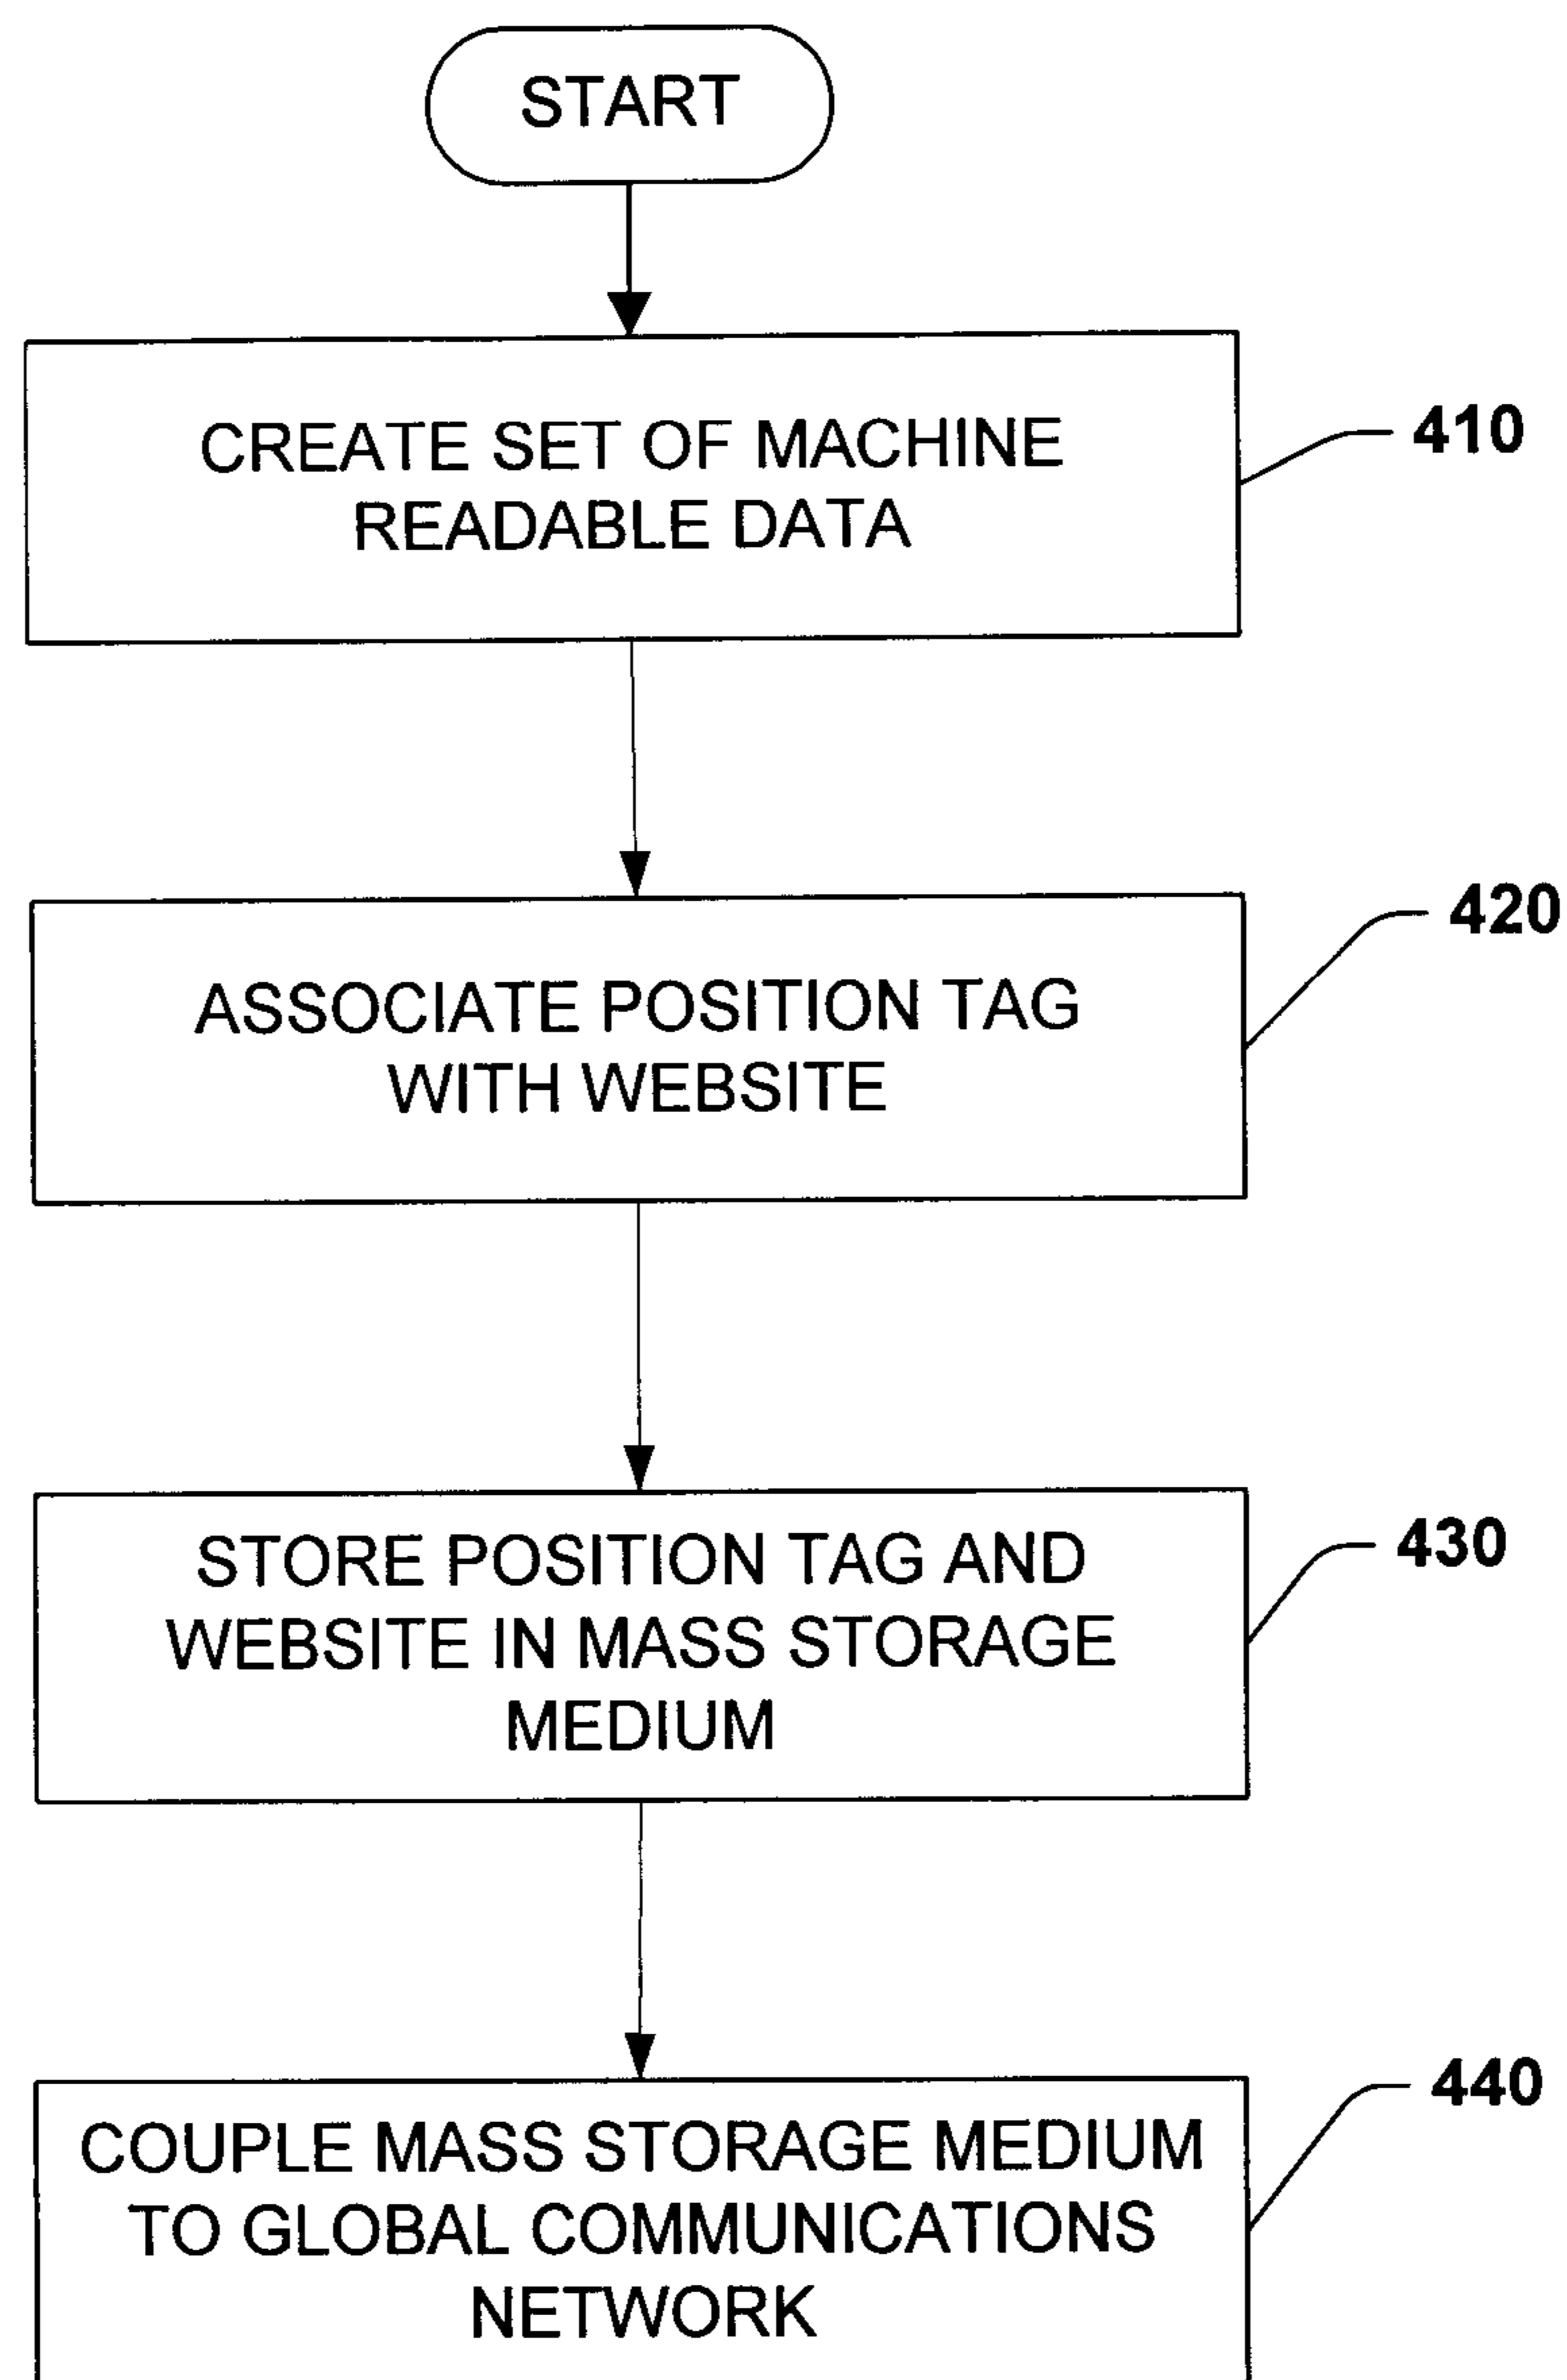 START
CREATE SET OF MACHINE
READABLE DATA
410
ASSOCIATE POSITION TAG
WITH WEBSITE
420
STORE POSITION TAG AND
WEBSITE IN MASS STORAGE
MEDIUM
430
COUPLE MASS STORAGE MEDIUM
TO GLOBAL COMMUNICATIONS
NETWORK
440